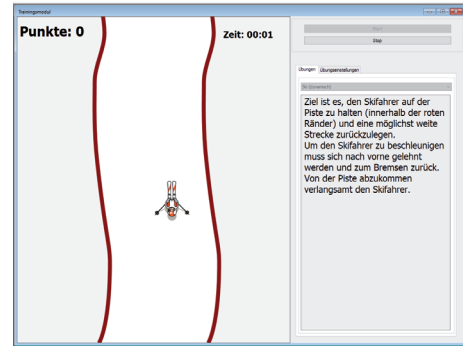 Trainingsmodul
Punkte: 0
Zeit: 00:01
Start
Stop
Übungen
Übungseinstellungen
Ski (Dynamisch)
Ziel ist es, den Skifahrer auf der
Piste zu halten (innerhalb der roten
Ränder) und eine möglichst weite
Strecke zurückzulegen.
Um den Skifahrer zu beschleunigen
muss sich nach vorne gelehnt
werden und zum Bremsen zurück.
Von der Piste abzukommen
verlangsamt den Skifahrer.